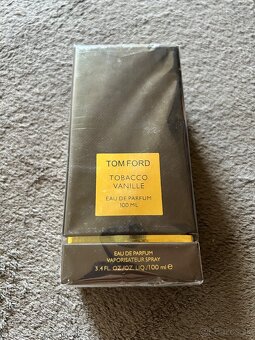 TOM FORD
TOBACCO
VANILLE
EAU DE PARFUM
100 ML
EAU DE PARFUM
VAPORISATEUR SPRAY
3.4 FL. OZ./OZ. LIQ./100 ml ℮